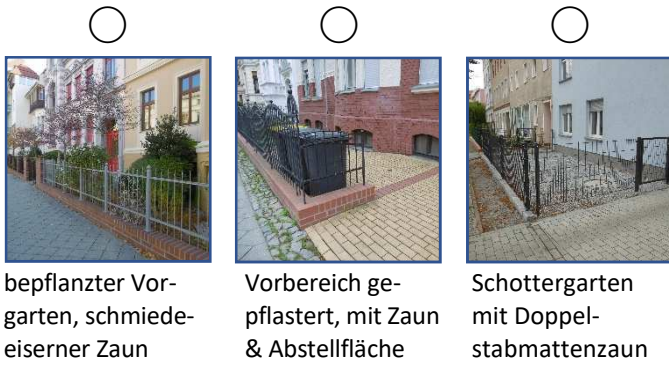 bepflanzter Vor-
garten, schmiede-
eiserner Zaun
Vorbereich ge-
pflastert, mit Zaun
& Abstellfläche
Schottergarten
mit Doppel-
stabmattenzaun